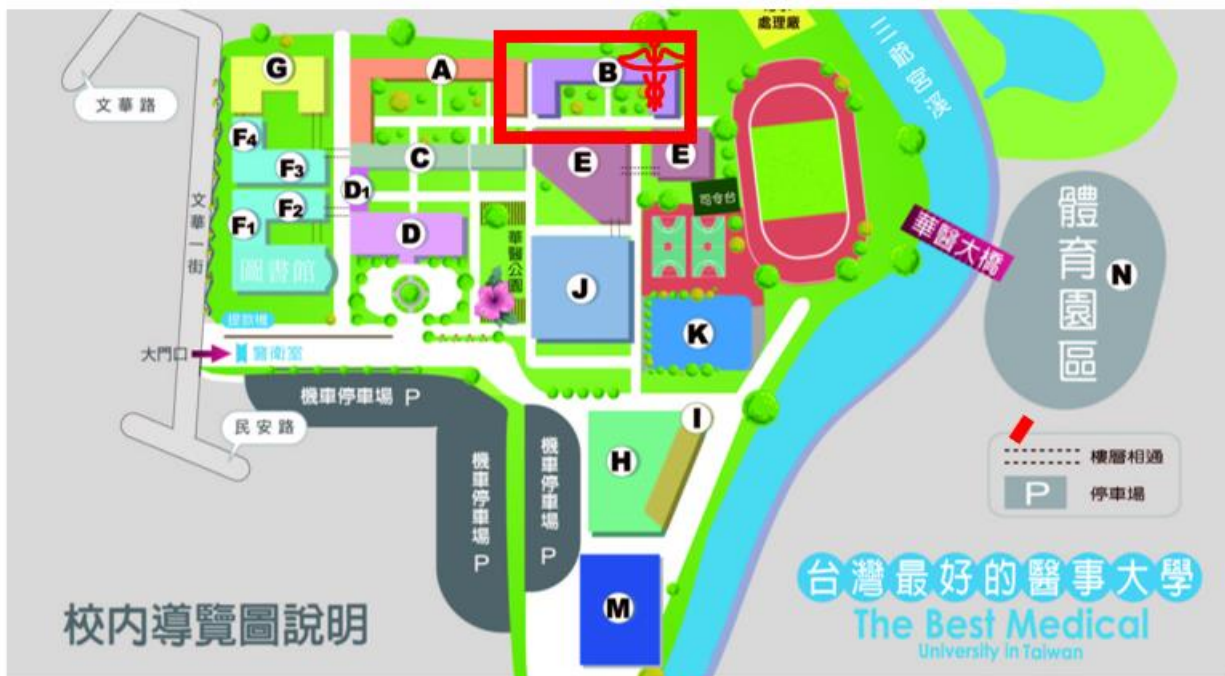 處理廠
三爺宮溪
G
A
B
文華路
F4
F3
C
E
E
D1
F2
F1
D
司令台
文華一街
華醫公園
圖書館
J
華醫大橋
體育園區
N
提款機
K
大門口
警衛室
機車停車場 P
民安路
I
H
機車停車場 P
機車停車場 P
樓層相通
P 停車場
M
校內導覽圖說明
台灣最好的醫事大學
The Best Medical
University in Taiwan